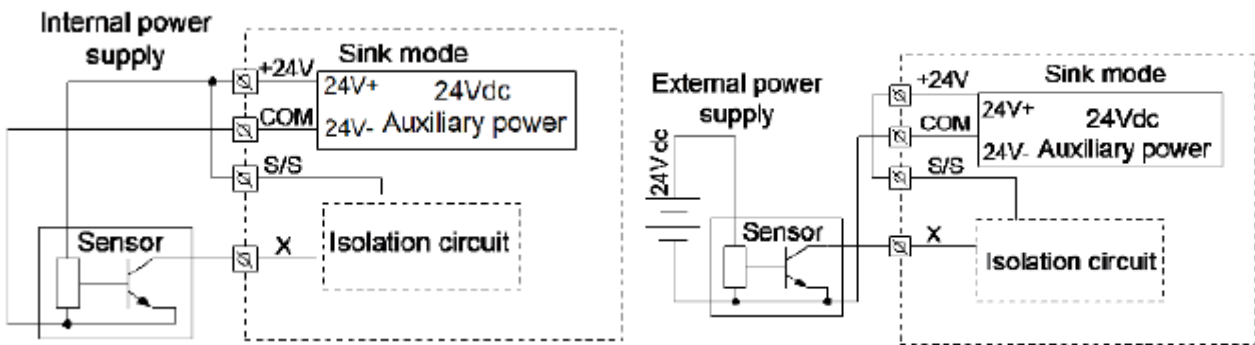 Internal power
supply
Sink mode
+24V
24V+
24Vdc
COM
24V-
Auxiliary power
S/S
Sensor
X
Isolation circuit
External power
supply
24Vdc
Sink mode
+24V
24V+
24Vdc
COM
24V-
Auxiliary power
S/S
Sensor
X
Isolation circuit